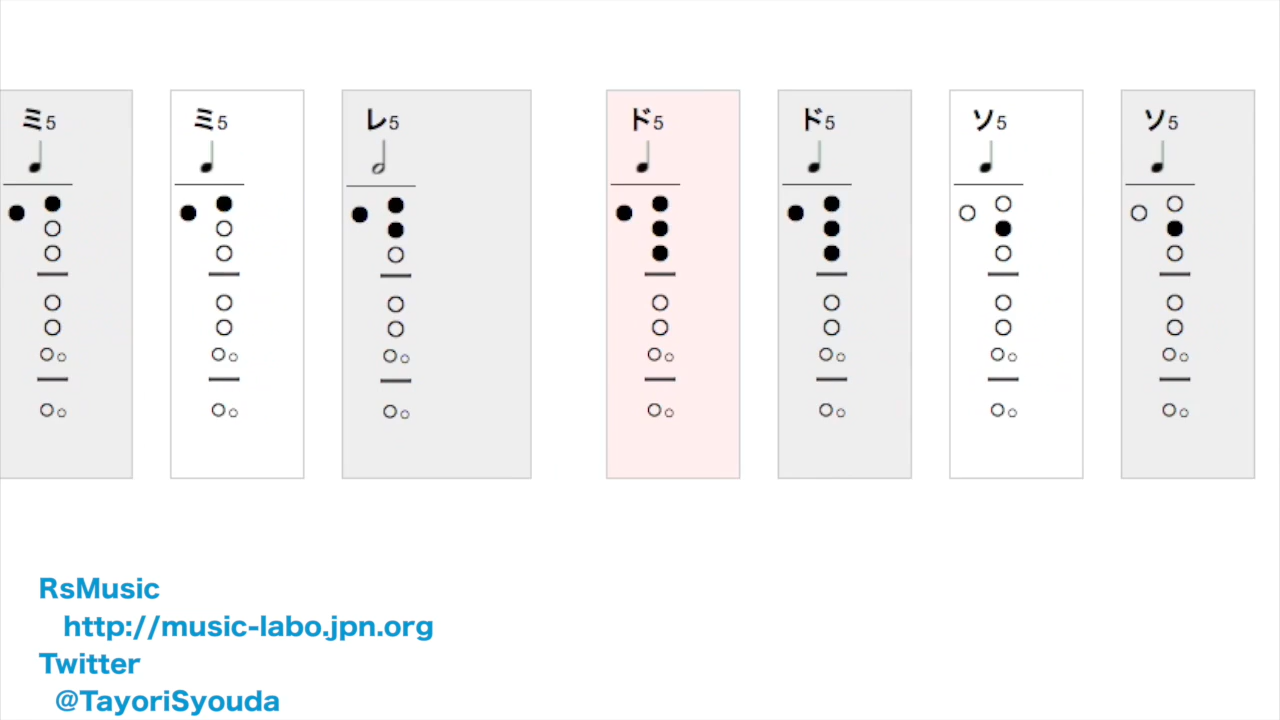 ミ5 ミ5 レ5 ド5 ド5 ソ5 ソ5
RsMusic
http://music-labo.jpn.org
Twitter
@TayoriSyouda